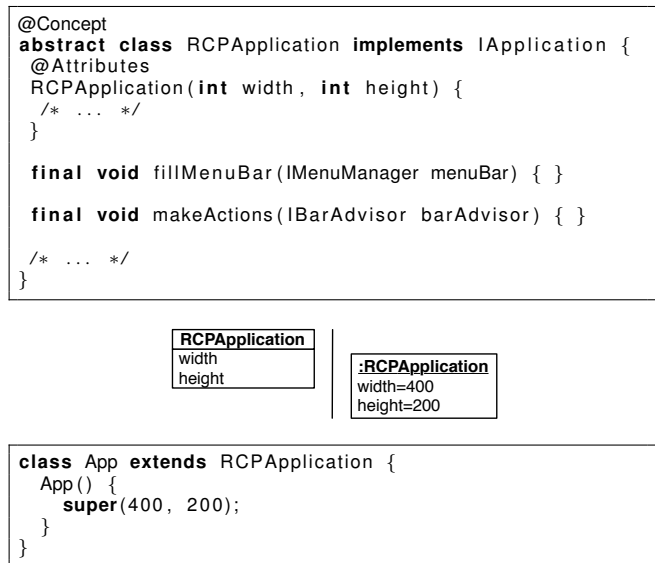 @Concept
abstract class RCPApplication implements IApplication {
@Attributes
RCPApplication(int width, int height) {
/* ... */
}
final void fillMenuBar(IMenuManager menuBar) { }
final void makeActions(IBarAdvisor barAdvisor) { }
/* ... */
}
RCPApplication
width
height
:RCPApplication
width=400
height=200
class App extends RCPApplication {
App() {
super(400, 200);
}
}